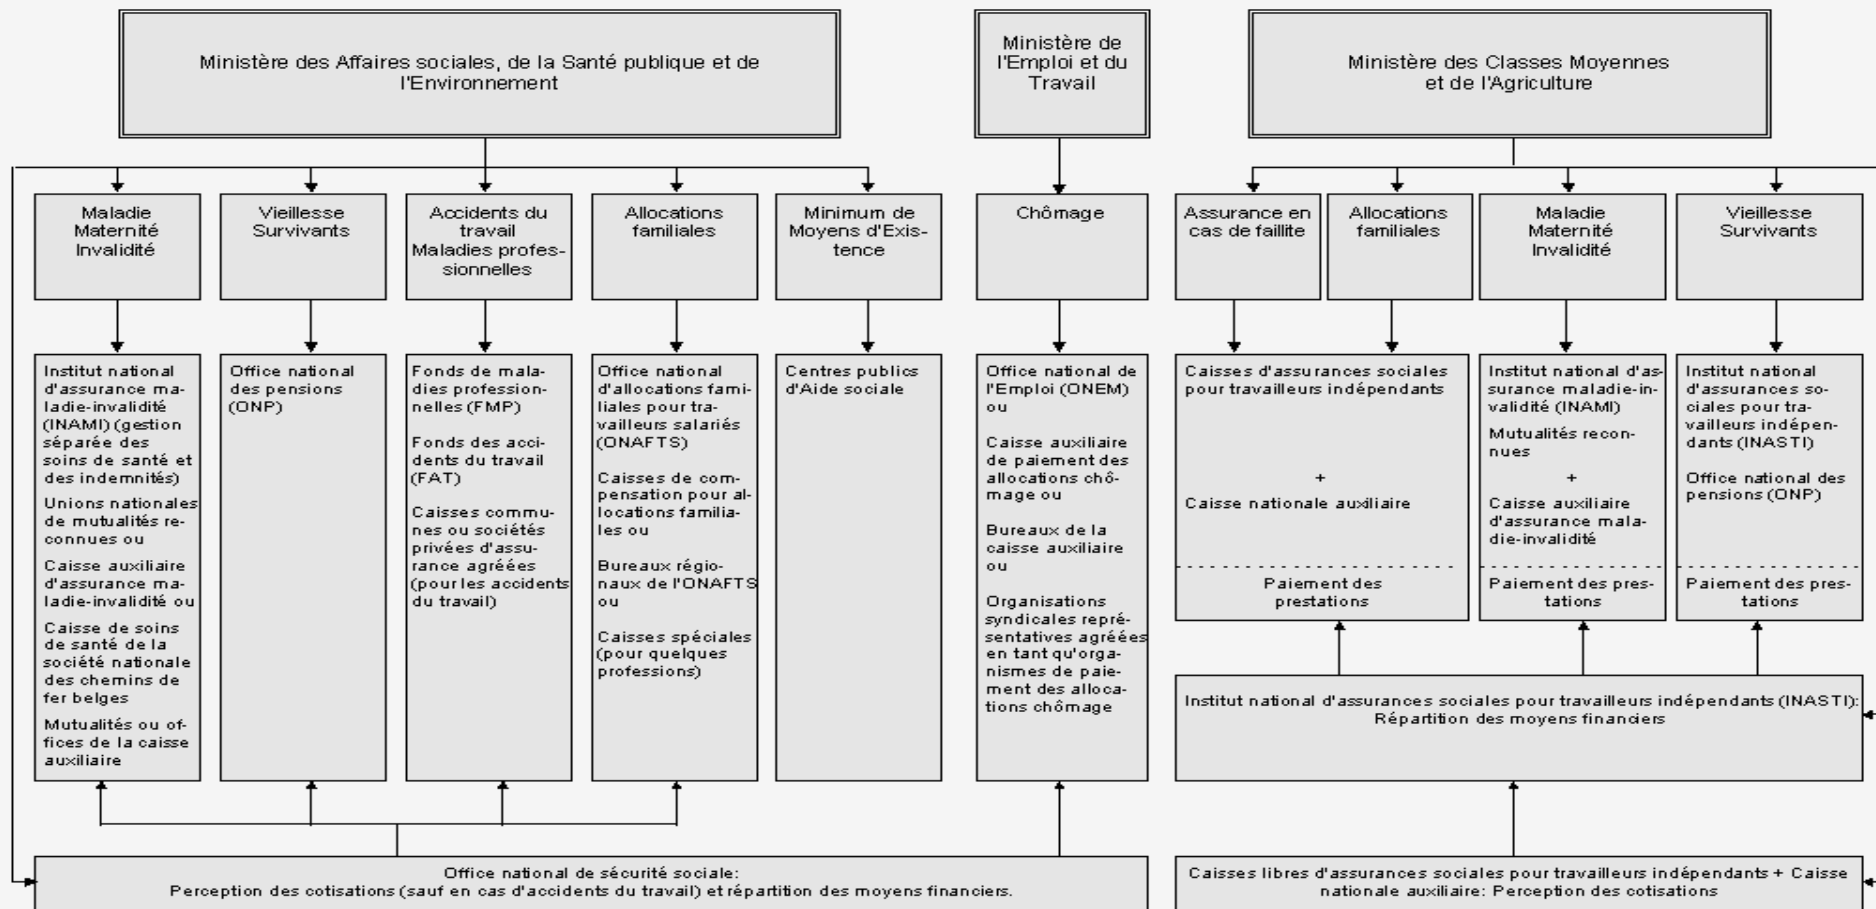 Ministère des Affaires sociales, de la Santé publique et de
l'Environnement
Ministère de
l'Emploi et du
Travail
Ministère des Classes Moyennes
et de l'Agriculture
Maladie
Maternité
Invalidité
Vieillesse
Survivants
Accidents du
travail
Maladies profes-
sionnelles
Allocations
familiales
Minimum de
Moyens d'Exis-
tence
Chômage
Assurance en
cas de faillite
Allocations
familiales
Maladie
Maternité
Invalidité
Vieillesse
Survivants
Institut national
d'assurance ma-
ladie-invalidité
(INAMI) (gestion
séparée des
soins de santé et
des indemnités)
Unions nationales
de mutualités re-
connues ou
Caisse auxiliaire
d'assurance ma-
ladie-invalidité ou
Caisse de soins
de santé de la
société nationale
des chemins de
fer belges
Mutualités ou of-
fices de la caisse
auxiliaire
Office national
des pensions
(ONP)
Fonds de mala-
dies profession-
nelles (FMP)
Fonds des acci-
dents du travail
(FAT)
Caisses commu-
nes ou sociétés
privées d'assu-
rance agréées
(pour les accidents
du travail)
Office national
d'allocations fami-
liales pour tra-
vailleurs salariés
(ONAFTS)
Caisses de com-
pensation pour al-
locations familia-
les ou
Bureaux régio-
naux de l'ONAFTS
ou
Caisses spéciales
(pour quelques
professions)
Centres publics
d'Aide sociale
Office national de
l'Emploi (ONEM)
ou
Caisse auxiliaire
de paiement des
allocations chô-
mage ou
Bureaux de la
caisse auxiliaire
ou
Organisations
syndicales repré-
sentatives agréées
en tant qu'orga-
nismes de paie-
ment des alloca-
tions chômage
Caisses d'assurances sociales
pour travailleurs indépendants
+
Caisse nationale auxiliaire
Paiement des
prestations
Institut national d'as-
surance maladie-in-
validité (INAMI)
Mutualités recon-
nues
+
Caisse auxiliaire
d'assurance mala-
die-invalidité
Paiement des pres-
tations
Institut national
d'assurances so-
ciales pour tra-
vailleurs indépen-
dants (INASTI)
Office national des
pensions (ONP)
Paiement des pres-
tations
Institut national d'assurances sociales pour travailleurs indépendants (INASTI):
Répartition des moyens financiers
Office national de sécurité sociale:
Perception des cotisations (sauf en cas d'accidents du travail) et répartition des moyens financiers.
Caisses libres d'assurances sociales pour travailleurs indépendants + Caisse
nationale auxiliaire: Perception des cotisations